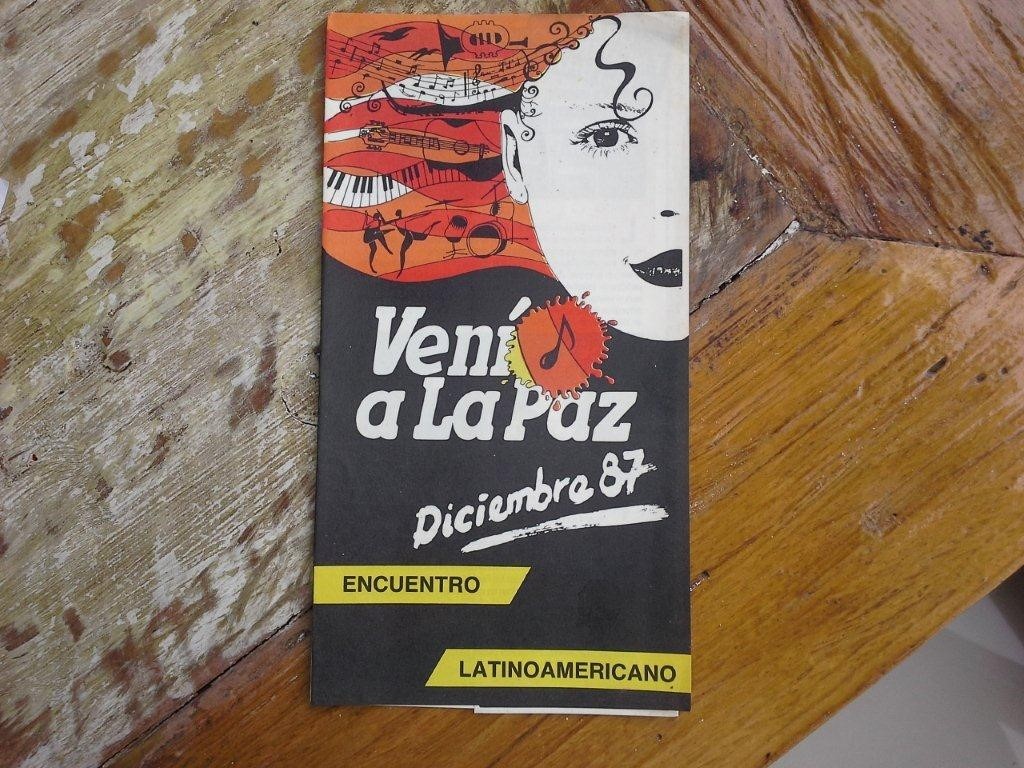 Vení
a La Paz
Diciembre 87
ENCUENTRO
LATINOAMERICANO